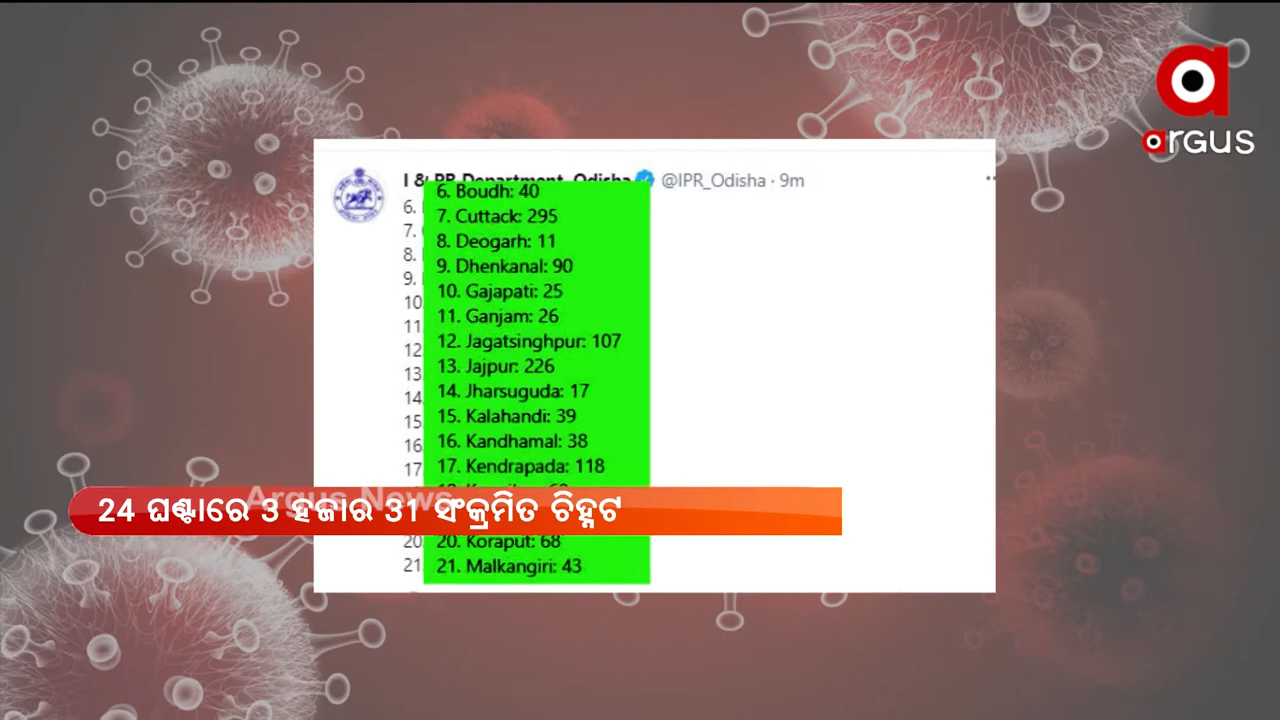 argus
I & PR Department, Odisha @IPR_Odisha · 9m
6. Boudh: 40
7. Cuttack: 295
8. Deogarh: 11
9. Dhenkanal: 90
10. Gajapati: 25
11. Ganjam: 26
12. Jagatsinghpur: 107
13. Jajpur: 226
14. Jharsuguda: 17
15. Kalahandi: 39
16. Kandhamal: 38
17. Kendrapada: 118
Argus News
24 ଘଣ୍ଟାରେ 3 ହଜାର 31 ସଂକ୍ରମିତ ଚିହ୍ନଟ
20. Koraput: 68
21. Malkangiri: 43